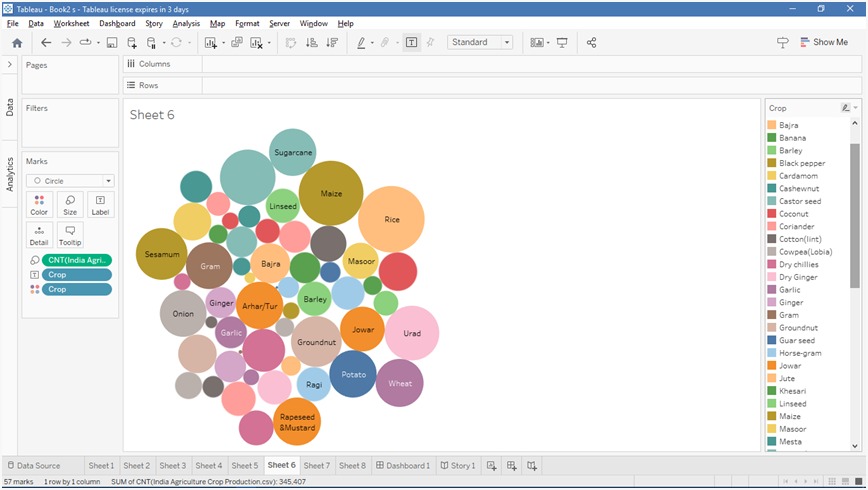 Tableau - Book2 s - Tableau license expires in 3 days
File Data Worksheet Dashboard Story Analysis Map Format Server Window Help
Standard
Show Me
Pages
Columns
Rows
Data
Analytics
Filters
Marks
Circle
Color Size Label
Detail Tooltip
CNT(India Agri..
Crop
Crop
Sheet 6
Sugarcane
Maize
Linseed
Rice
Sesamum
Gram
Bajra
Masoor
Ginger
Arhar/Tur
Barley
Onion
Garlic
Groundnut
Jowar
Urad
Ragi
Potato
Wheat
Rapeseed
&Mustard
Crop
Bajra
Banana
Barley
Black pepper
Cardamom
Cashewnut
Castor seed
Coconut
Coriander
Cotton(lint)
Cowpea(Lobia)
Dry chillies
Dry Ginger
Garlic
Ginger
Gram
Groundnut
Guar seed
Horse-gram
Jowar
Jute
Khesari
Linseed
Maize
Masoor
Mesta
Data Source Sheet 1 Sheet 2 Sheet 3 Sheet 4 Sheet 5 Sheet 6 Sheet 7 Sheet 8 Dashboard 1 Story 1
57 marks 1 row by 1 column SUM of CNT(India Agriculture Crop Production.csv): 345,407